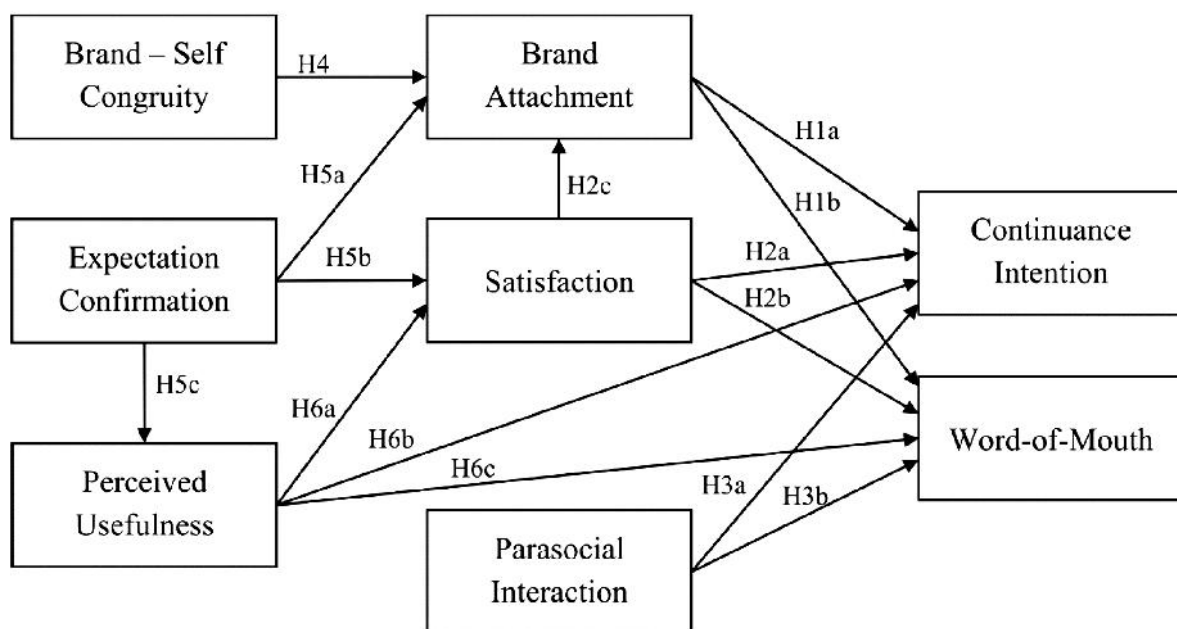 Brand – Self
Congruity
H4
Brand
Attachment
H1a
H5a
H2c
H1b
Expectation
Confirmation
H5b
Satisfaction
H2a
H2b
Continuance
Intention
H5c
H6a
H6b
H6c
Word-of-Mouth
Perceived
Usefulness
H3a
H3b
Parasocial
Interaction